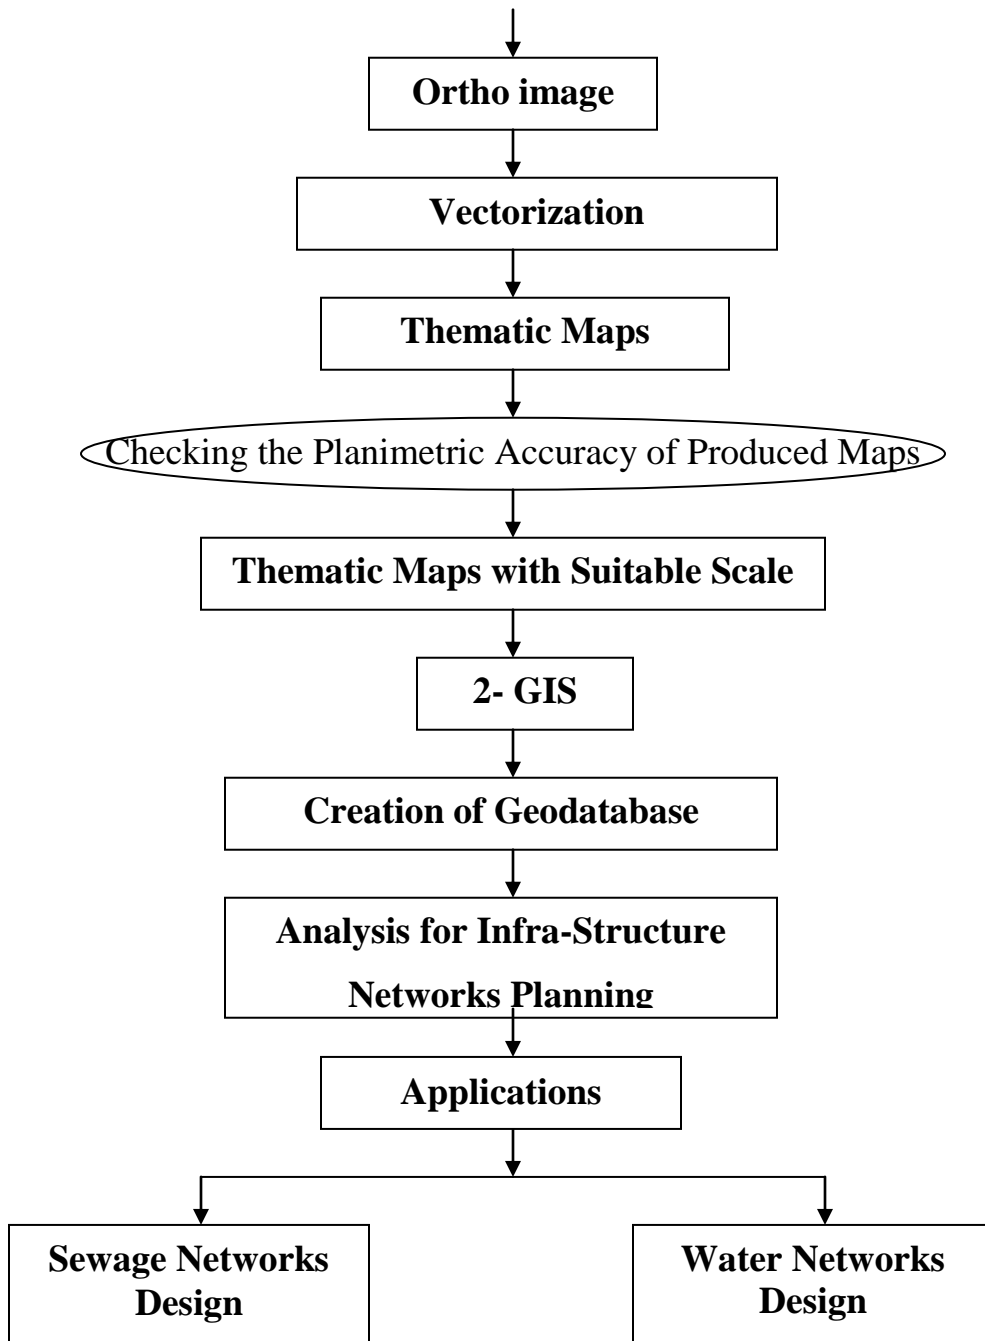 Ortho image
Vectorization
Thematic Maps
Checking the Planimetric Accuracy of Produced Maps
Thematic Maps with Suitable Scale
2- GIS
Creation of Geodatabase
Analysis for Infra-Structure
Networks Planning
Applications
Sewage Networks
Design
Water Networks
Design